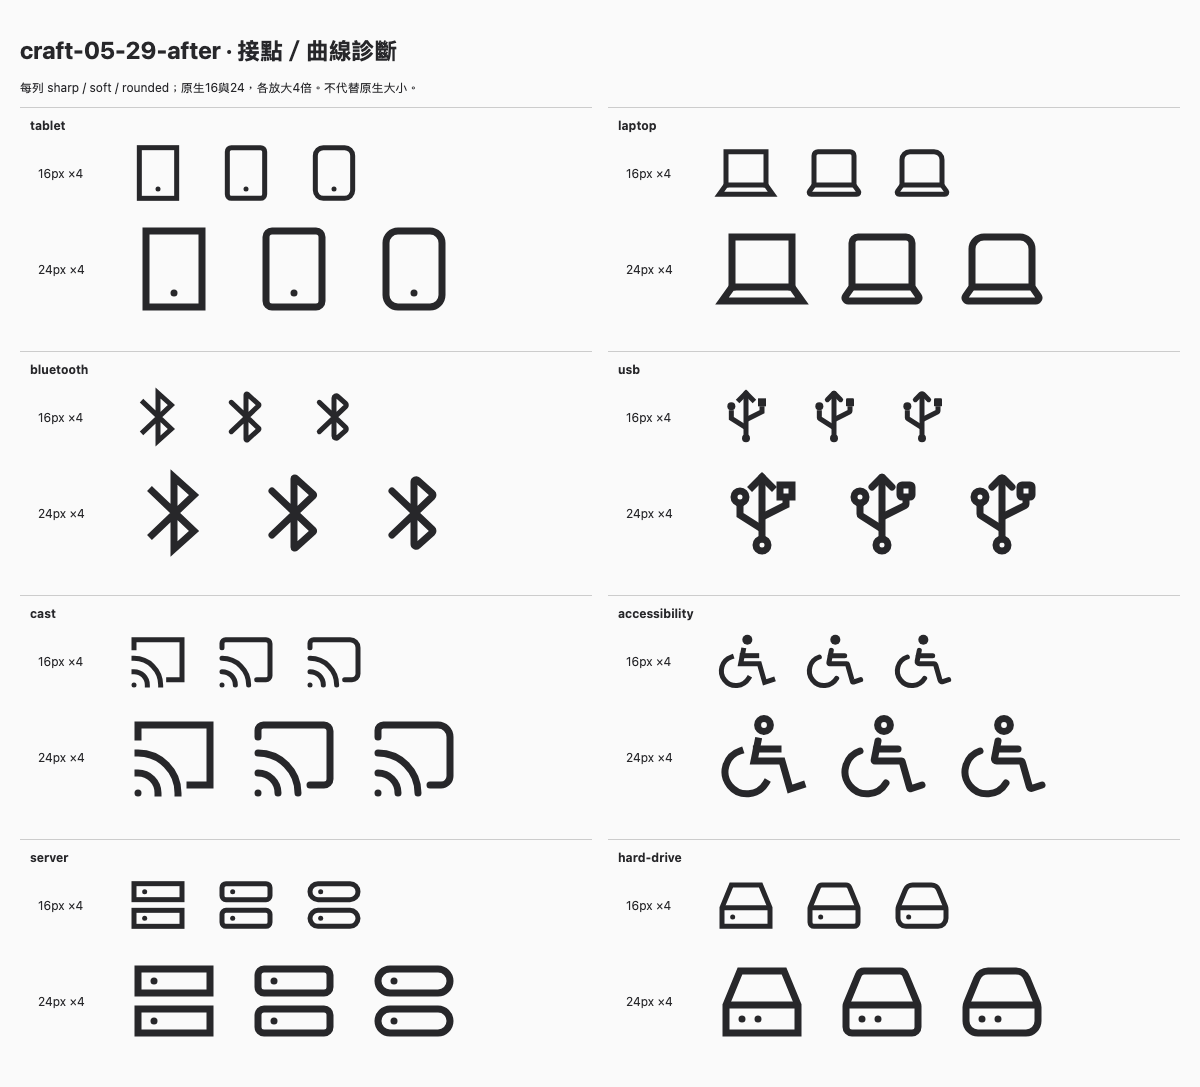 craft-05-29-after · 接點 / 曲線診斷
每列 sharp / soft / rounded；原生16與24，各放大4倍。不代替原生大小。
tablet
16px ×4
24px ×4
laptop
16px ×4
24px ×4
bluetooth
16px ×4
24px ×4
usb
16px ×4
24px ×4
cast
16px ×4
24px ×4
accessibility
16px ×4
24px ×4
server
16px ×4
24px ×4
hard-drive
16px ×4
24px ×4